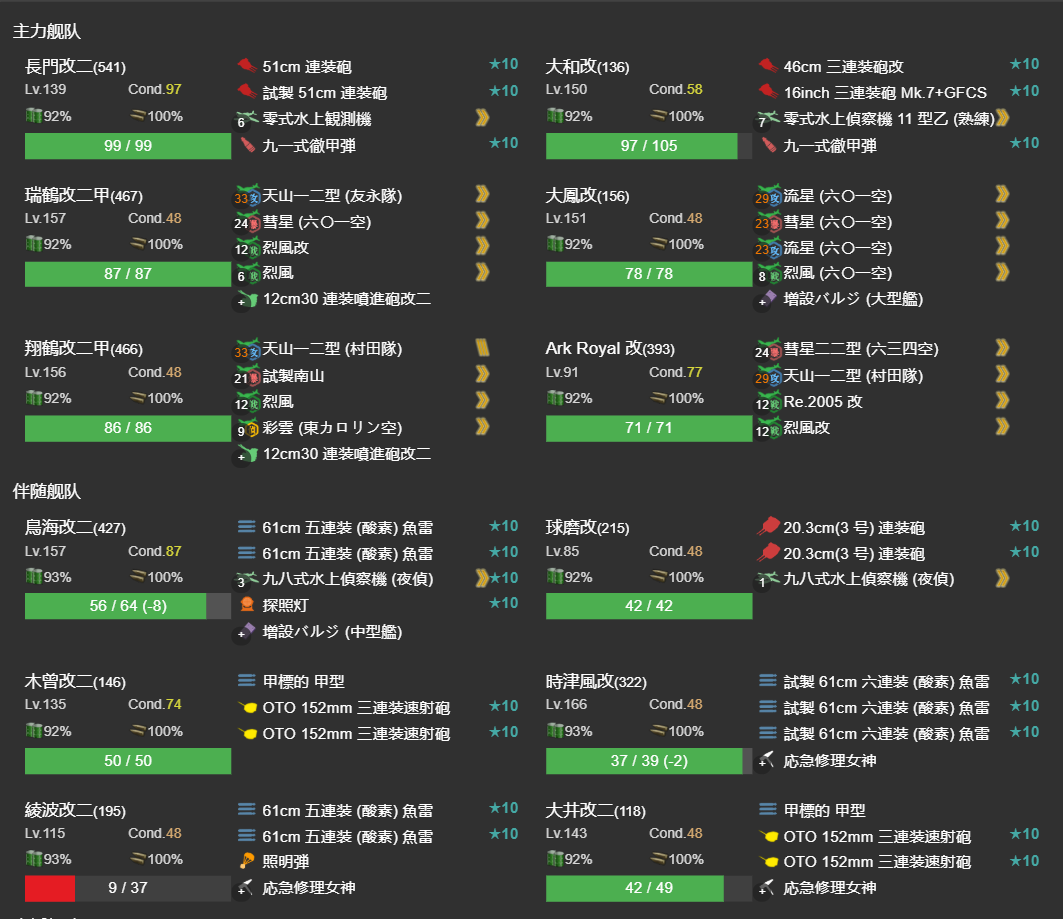 主力舰队
長門改二(541)
Lv.139 Cond.97
92% 100%
99 / 99
51cm 連装砲 ★10
試製 51cm 連装砲 ★10
6 零式水上観測機
九一式徹甲弾 ★10
大和改(136)
Lv.150 Cond.58
92% 100%
97 / 105
46cm 三連装砲改 ★10
16inch 三連装砲 Mk.7+GFCS ★10
7 零式水上偵察機 11 型乙 (熟練)
九一式徹甲弾 ★10
瑞鶴改二甲(467)
Lv.157 Cond.48
92% 100%
87 / 87
33 攻 天山一二型 (友永隊)
24 爆 彗星 (六〇一空)
12 戦 烈風改
6 戦 烈風
+ 12cm30 連装噴進砲改二
大鳳改(156)
Lv.151 Cond.48
92% 100%
78 / 78
29 攻 流星 (六〇一空)
23 爆 彗星 (六〇一空)
23 攻 流星 (六〇一空)
8 戦 烈風 (六〇一空)
+ 増設バルジ (大型艦)
翔鶴改二甲(466)
Lv.156 Cond.48
92% 100%
86 / 86
33 攻 天山一二型 (村田隊)
21 爆 試製南山
12 戦 烈風
9 彩雲 (東カロリン空)
+ 12cm30 連装噴進砲改二
Ark Royal 改(393)
Lv.91 Cond.77
92% 100%
71 / 71
24 爆 彗星二二型 (六三四空)
29 攻 天山一二型 (村田隊)
12 戦 Re.2005 改
12 戦 烈風改
伴随舰队
鳥海改二(427)
Lv.157 Cond.87
93% 100%
56 / 64 (-8)
61cm 五連装 (酸素) 魚雷 ★10
61cm 五連装 (酸素) 魚雷 ★10
3 九八式水上偵察機 (夜偵) ★10
探照灯 ★10
+ 増設バルジ (中型艦)
球磨改(215)
Lv.85 Cond.48
92% 100%
42 / 42
20.3cm(3 号) 連装砲 ★10
20.3cm(3 号) 連装砲 ★10
1 九八式水上偵察機 (夜偵)
木曽改二(146)
Lv.135 Cond.74
92% 100%
50 / 50
甲標的 甲型
OTO 152mm 三連装速射砲 ★10
OTO 152mm 三連装速射砲 ★10
時津風改(322)
Lv.166 Cond.48
93% 100%
37 / 39 (-2)
試製 61cm 六連装 (酸素) 魚雷 ★10
試製 61cm 六連装 (酸素) 魚雷 ★10
試製 61cm 六連装 (酸素) 魚雷 ★10
+ 応急修理女神
綾波改二(195)
Lv.115 Cond.48
93% 100%
9 / 37
61cm 五連装 (酸素) 魚雷 ★10
61cm 五連装 (酸素) 魚雷 ★10
照明弾
+ 応急修理女神
大井改二(118)
Lv.143 Cond.48
92% 100%
42 / 49
甲標的 甲型
OTO 152mm 三連装速射砲 ★10
OTO 152mm 三連装速射砲 ★10
+ 応急修理女神